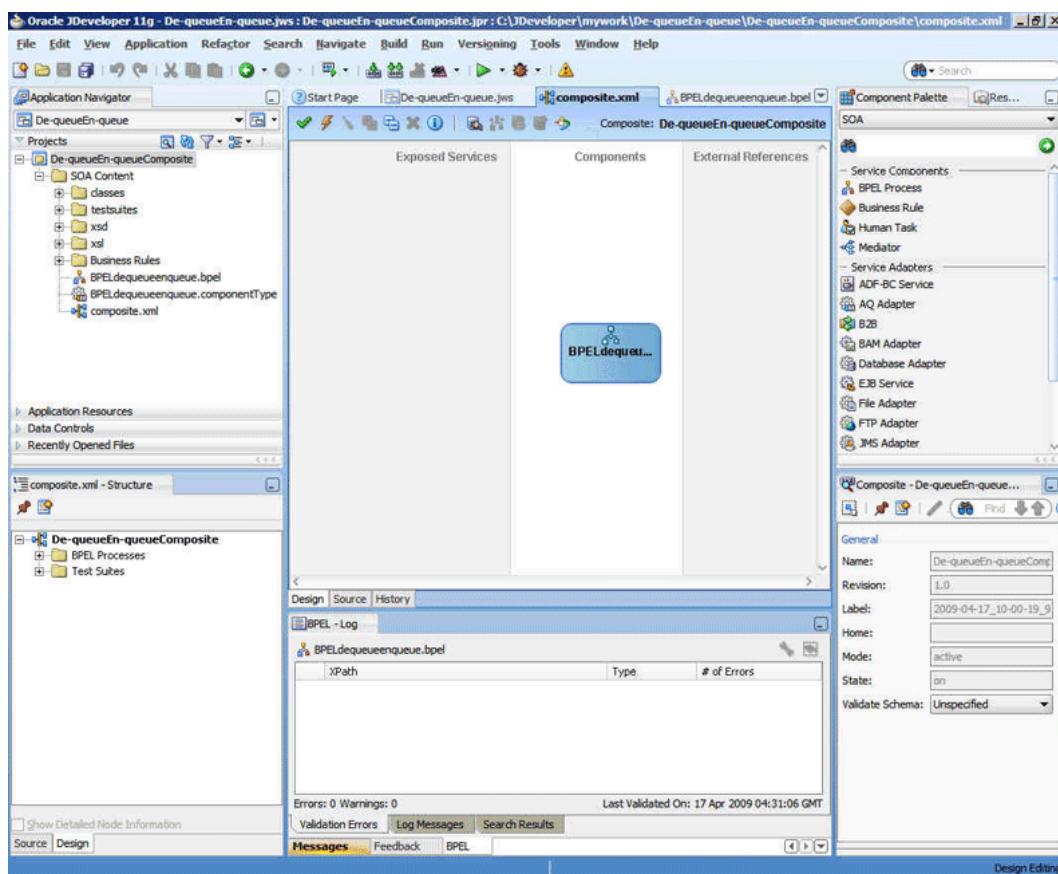 Oracle JDeveloper 11g - De-queueEn-queue.jws : De-queueEn-queueComposite.jpr : C:\JDeveloper\mywork\De-queueEn-queue\De-queueEn-queueComposite\composite.xml
File Edit View Application Refactor Search Navigate Build Run Versioning Tools Window Help
Search
Application Navigator
De-queueEn-queue
Projects
De-queueEn-queueComposite
SOA Content
classes
testsuites
xsd
xsl
Business Rules
BPELdequeueenqueue.bpel
BPELdequeueenqueue.componentType
composite.xml
Application Resources
Data Controls
Recently Opened Files
composite.xml - Structure
De-queueEn-queueComposite
BPEL Processes
Test Suites
Show Detailed Node Information
Source Design
Start Page De-queueEn-queue.jws composite.xml BPELdequeueenqueue.bpel
Composite: De-queueEn-queueComposite
Exposed Services Components External References
BPELdequeu...
Design Source History
BPEL - Log
BPELdequeueenqueue.bpel
XPath Type # of Errors
Errors: 0 Warnings: 0 Last Validated On: 17 Apr 2009 04:31:06 GMT
Validation Errors Log Messages Search Results
Messages Feedback BPEL
Component Palette Res...
SOA
Service Components
BPEL Process
Business Rule
Human Task
Mediator
Service Adapters
ADF-BC Service
AQ Adapter
B2B
BAM Adapter
Database Adapter
EJB Service
File Adapter
FTP Adapter
JMS Adapter
Composite - De-queueEn-queue...
Find
General
Name: De-queueEn-queueComp
Revision: 1.0
Label: 2009-04-17_10-00-19_9
Home:
Mode: active
State: on
Validate Schema: Unspecified
Design Editing